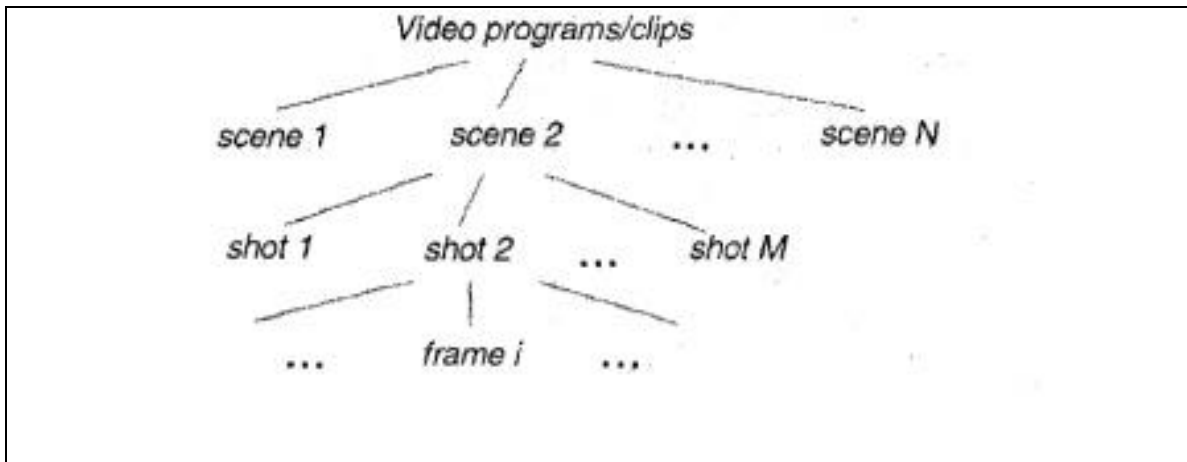 Video programs/clips
scene 1 scene 2 ... scene N
shot 1 shot 2 ... shot M
... frame i ...